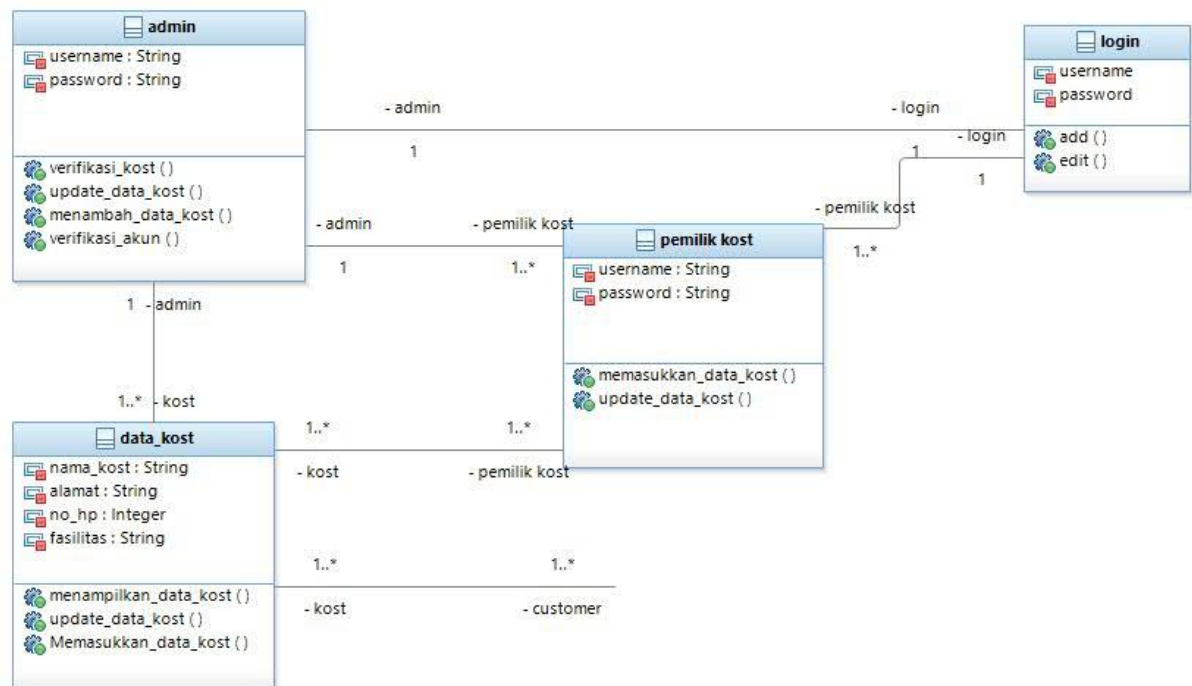 admin
username : String
password : String
verifikasi_kost ( )
update_data_kost ( )
menambah_data_kost ( )
verifikasi_akun ( )
login
username
password
add ( )
edit ( )
- admin
- login
1
1
- login
1
- pemilik kost
1..*
- admin
- pemilik kost
1
1..*
pemilik kost
username : String
password : String
memasukkan_data_kost ( )
update_data_kost ( )
1 - admin
1..* - kost
data_kost
nama_kost : String
alamat : String
no_hp : Integer
fasilitas : String
menampilkan_data_kost ( )
update_data_kost ( )
Memasukkan_data_kost ( )
1..*
1..*
- kost
- pemilik kost
1..*
1..*
- kost
- customer